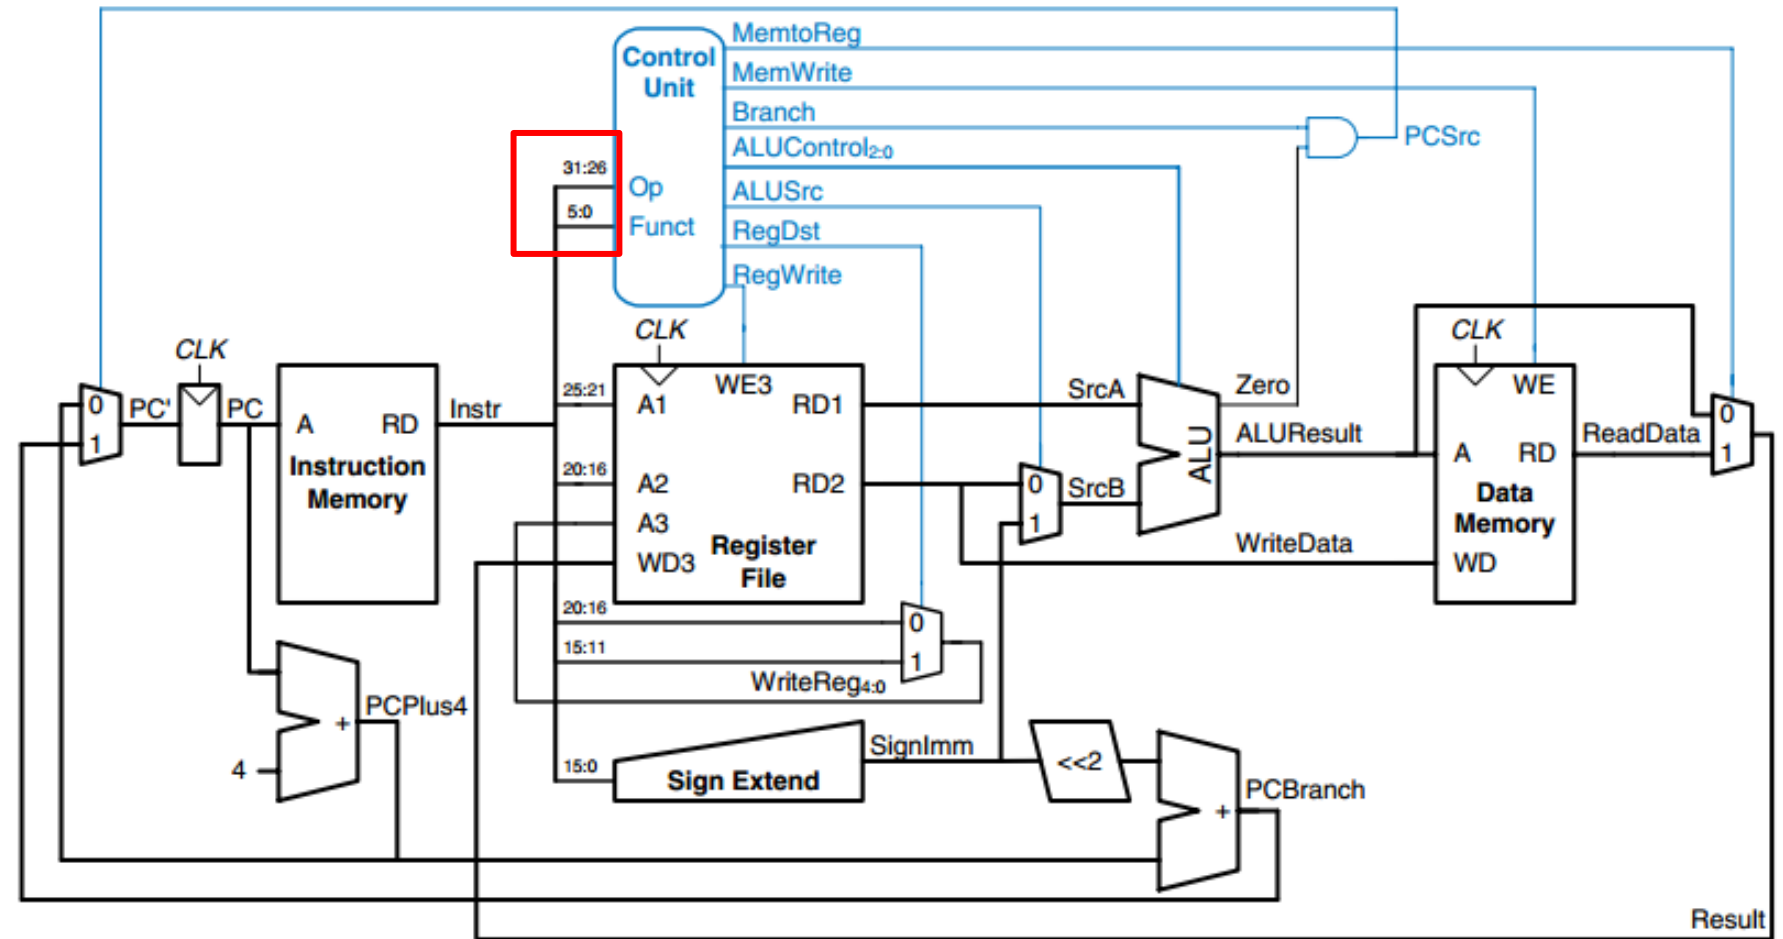 MemtoReg
Control
Unit
MemWrite
Branch
PCSrc
ALUControl2:0
31:26
Op
ALUSrc
5:0
Funct
RegDst
RegWrite
CLK
CLK
CLK
25:21
A1
WE3
RD1
SrcA
Zero
WE
0
PC'
PC
A
RD
Instr
1
Instruction
Memory
20:16
A2
RD2
0
SrcB
1
ALU
ALUResult
A
RD
ReadData
0
1
Data
Memory
A3
Register
File
WD3
WriteData
WD
20:16
0
15:11
1
WriteReg4:0
PCPlus4
+
4
15:0
Sign Extend
SignImm
<<2
+
PCBranch
Result